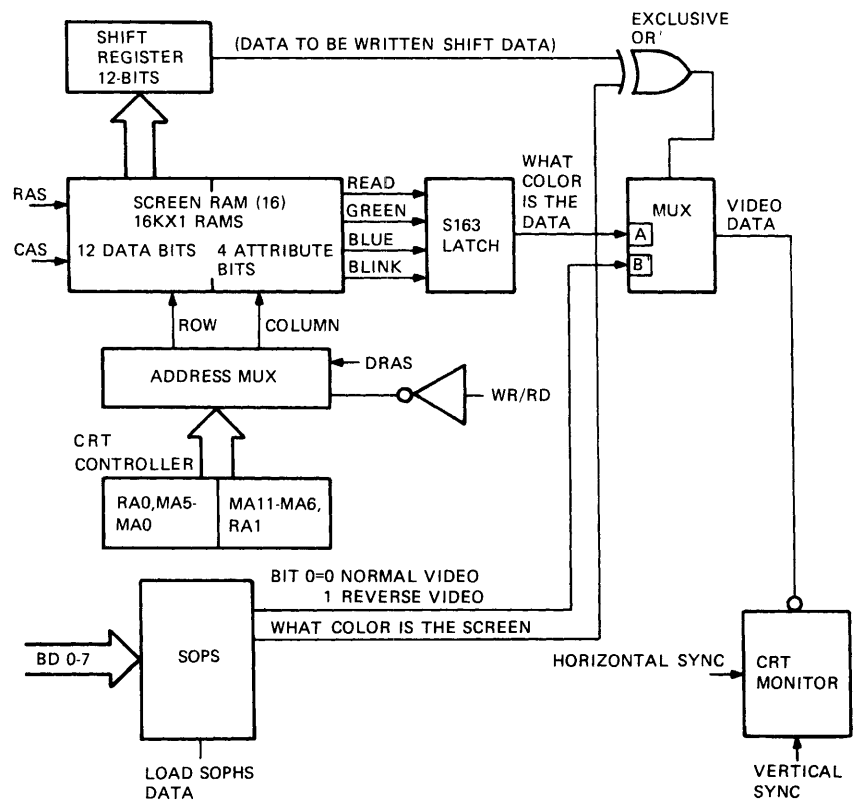 EXCLUSIVE
OR'
SHIFT
REGISTER
12-BITS
(DATA TO BE WRITTEN SHIFT DATA)
RAS
CAS
SCREEN RAM (16)
16KX1 RAMS
12 DATA BITS
4 ATTRIBUTE
BITS
READ
GREEN
BLUE
BLINK
S163
LATCH
WHAT
COLOR
IS THE
DATA
MUX
A
B
VIDEO
DATA
ROW
COLUMN
ADDRESS MUX
DRAS
WR/RD
CRT
CONTROLLER
RA0,MA5-
MA0
MA11-MA6,
RA1
BIT 0=0 NORMAL VIDEO
1 REVERSE VIDEO
WHAT COLOR IS THE SCREEN
BD 0-7
SOPS
LOAD SOPHS
DATA
HORIZONTAL SYNC
CRT
MONITOR
VERTICAL
SYNC